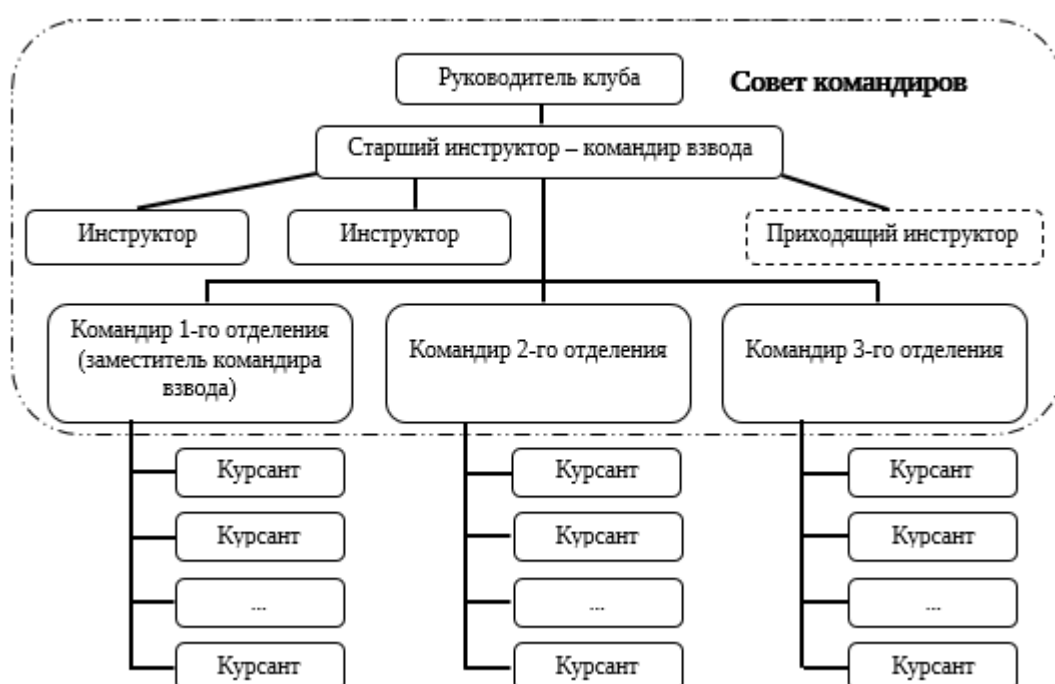 Руководитель клуба
Совет командиров
Старший инструктор – командир взвода
Инструктор
Инструктор
Приходящий инструктор
Командир 1-го отделения
(заместитель командира
взвода)
Командир 2-го отделения
Командир 3-го отделения
Курсант
Курсант
Курсант
Курсант
Курсант
Курсант
...
...
...
Курсант
Курсант
Курсант